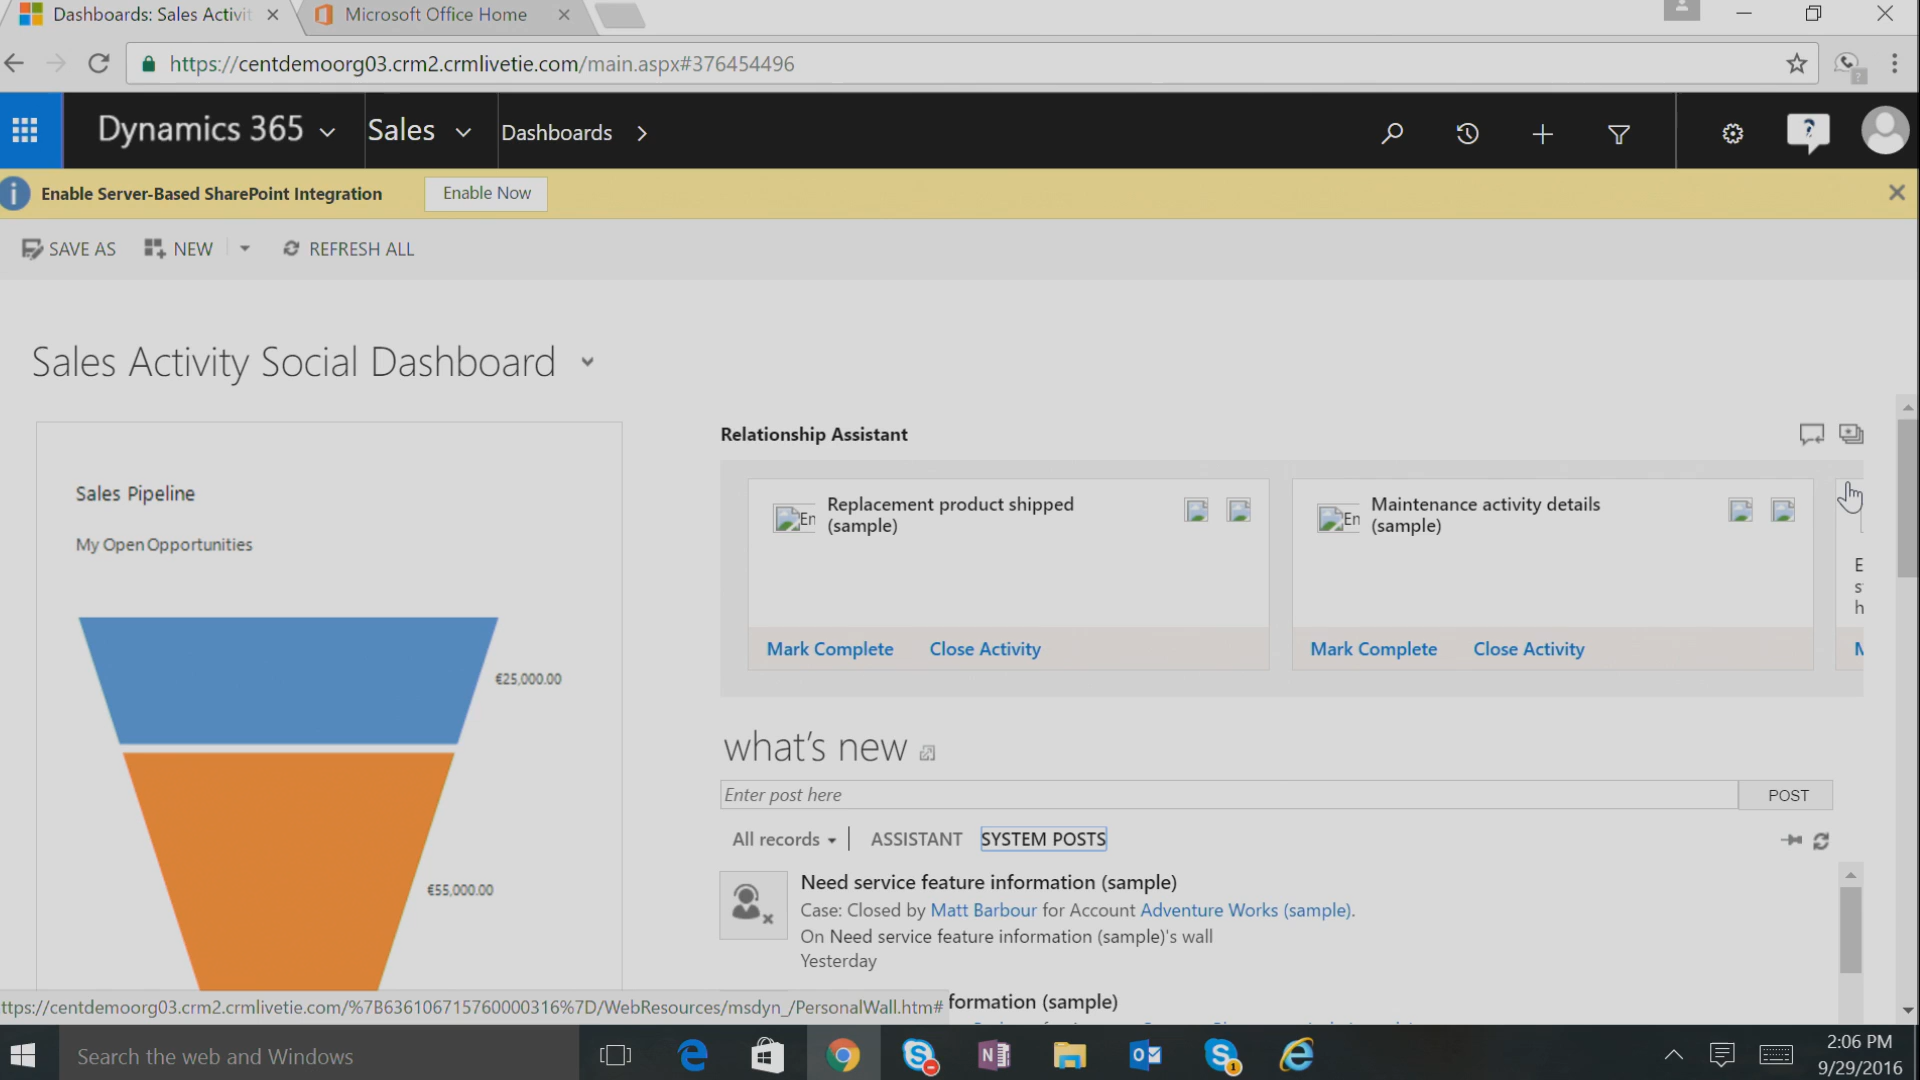 Dashboards: Sales Activit
Microsoft Office Home
https://centdemoorg03.crm2.crmlivetie.com/main.aspx#376454496
Dynamics 365
Sales
Dashboards
Enable Server-Based SharePoint Integration
Enable Now
SAVE AS
NEW
REFRESH ALL
Sales Activity Social Dashboard
Sales Pipeline
My Open Opportunities
€25,000.00
€55,000.00
Relationship Assistant
En
Replacement product shipped
(sample)
Mark Complete
Close Activity
En
Maintenance activity details
(sample)
Mark Complete
Close Activity
E
s
h
what's new
Enter post here
POST
All records
ASSISTANT
SYSTEM POSTS
Need service feature information (sample)
Case: Closed by Matt Barbour for Account Adventure Works (sample).
On Need service feature information (sample)'s wall
Yesterday
formation (sample)
ttps://centdemoorg03.crm2.crmlivetie.com/%7B636106715760000316%7D/WebResources/msdyn_/PersonalWall.htm#
Search the web and Windows
2:06 PM
9/29/2016